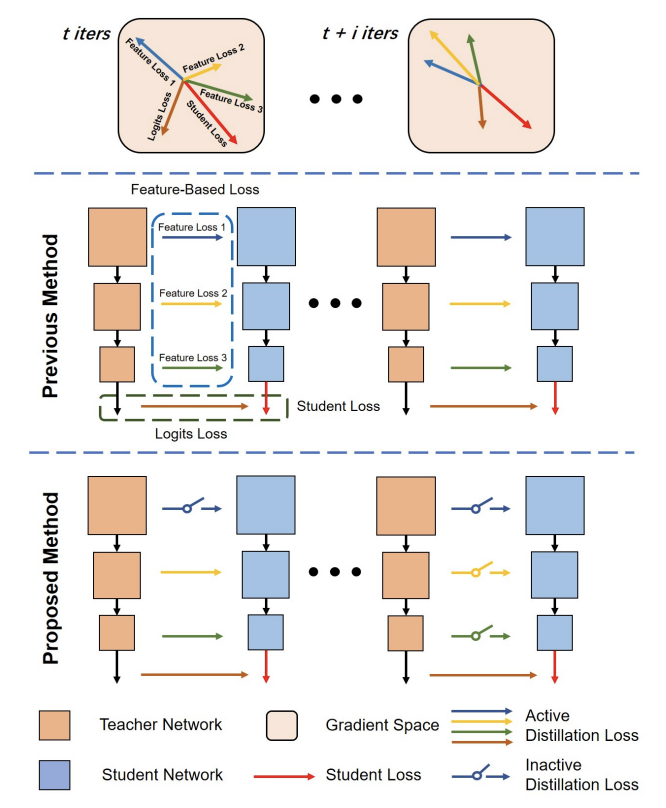 t iters
t + i iters
Feature Loss 1
Feature Loss 2
Feature Loss 3
Logits Loss
Student Loss
Feature-Based Loss
Previous Method
Feature Loss 1
Feature Loss 2
Feature Loss 3
Student Loss
Logits Loss
Proposed Method
Teacher Network
Gradient Space
Active
Distillation Loss
Student Network
Student Loss
Inactive
Distillation Loss